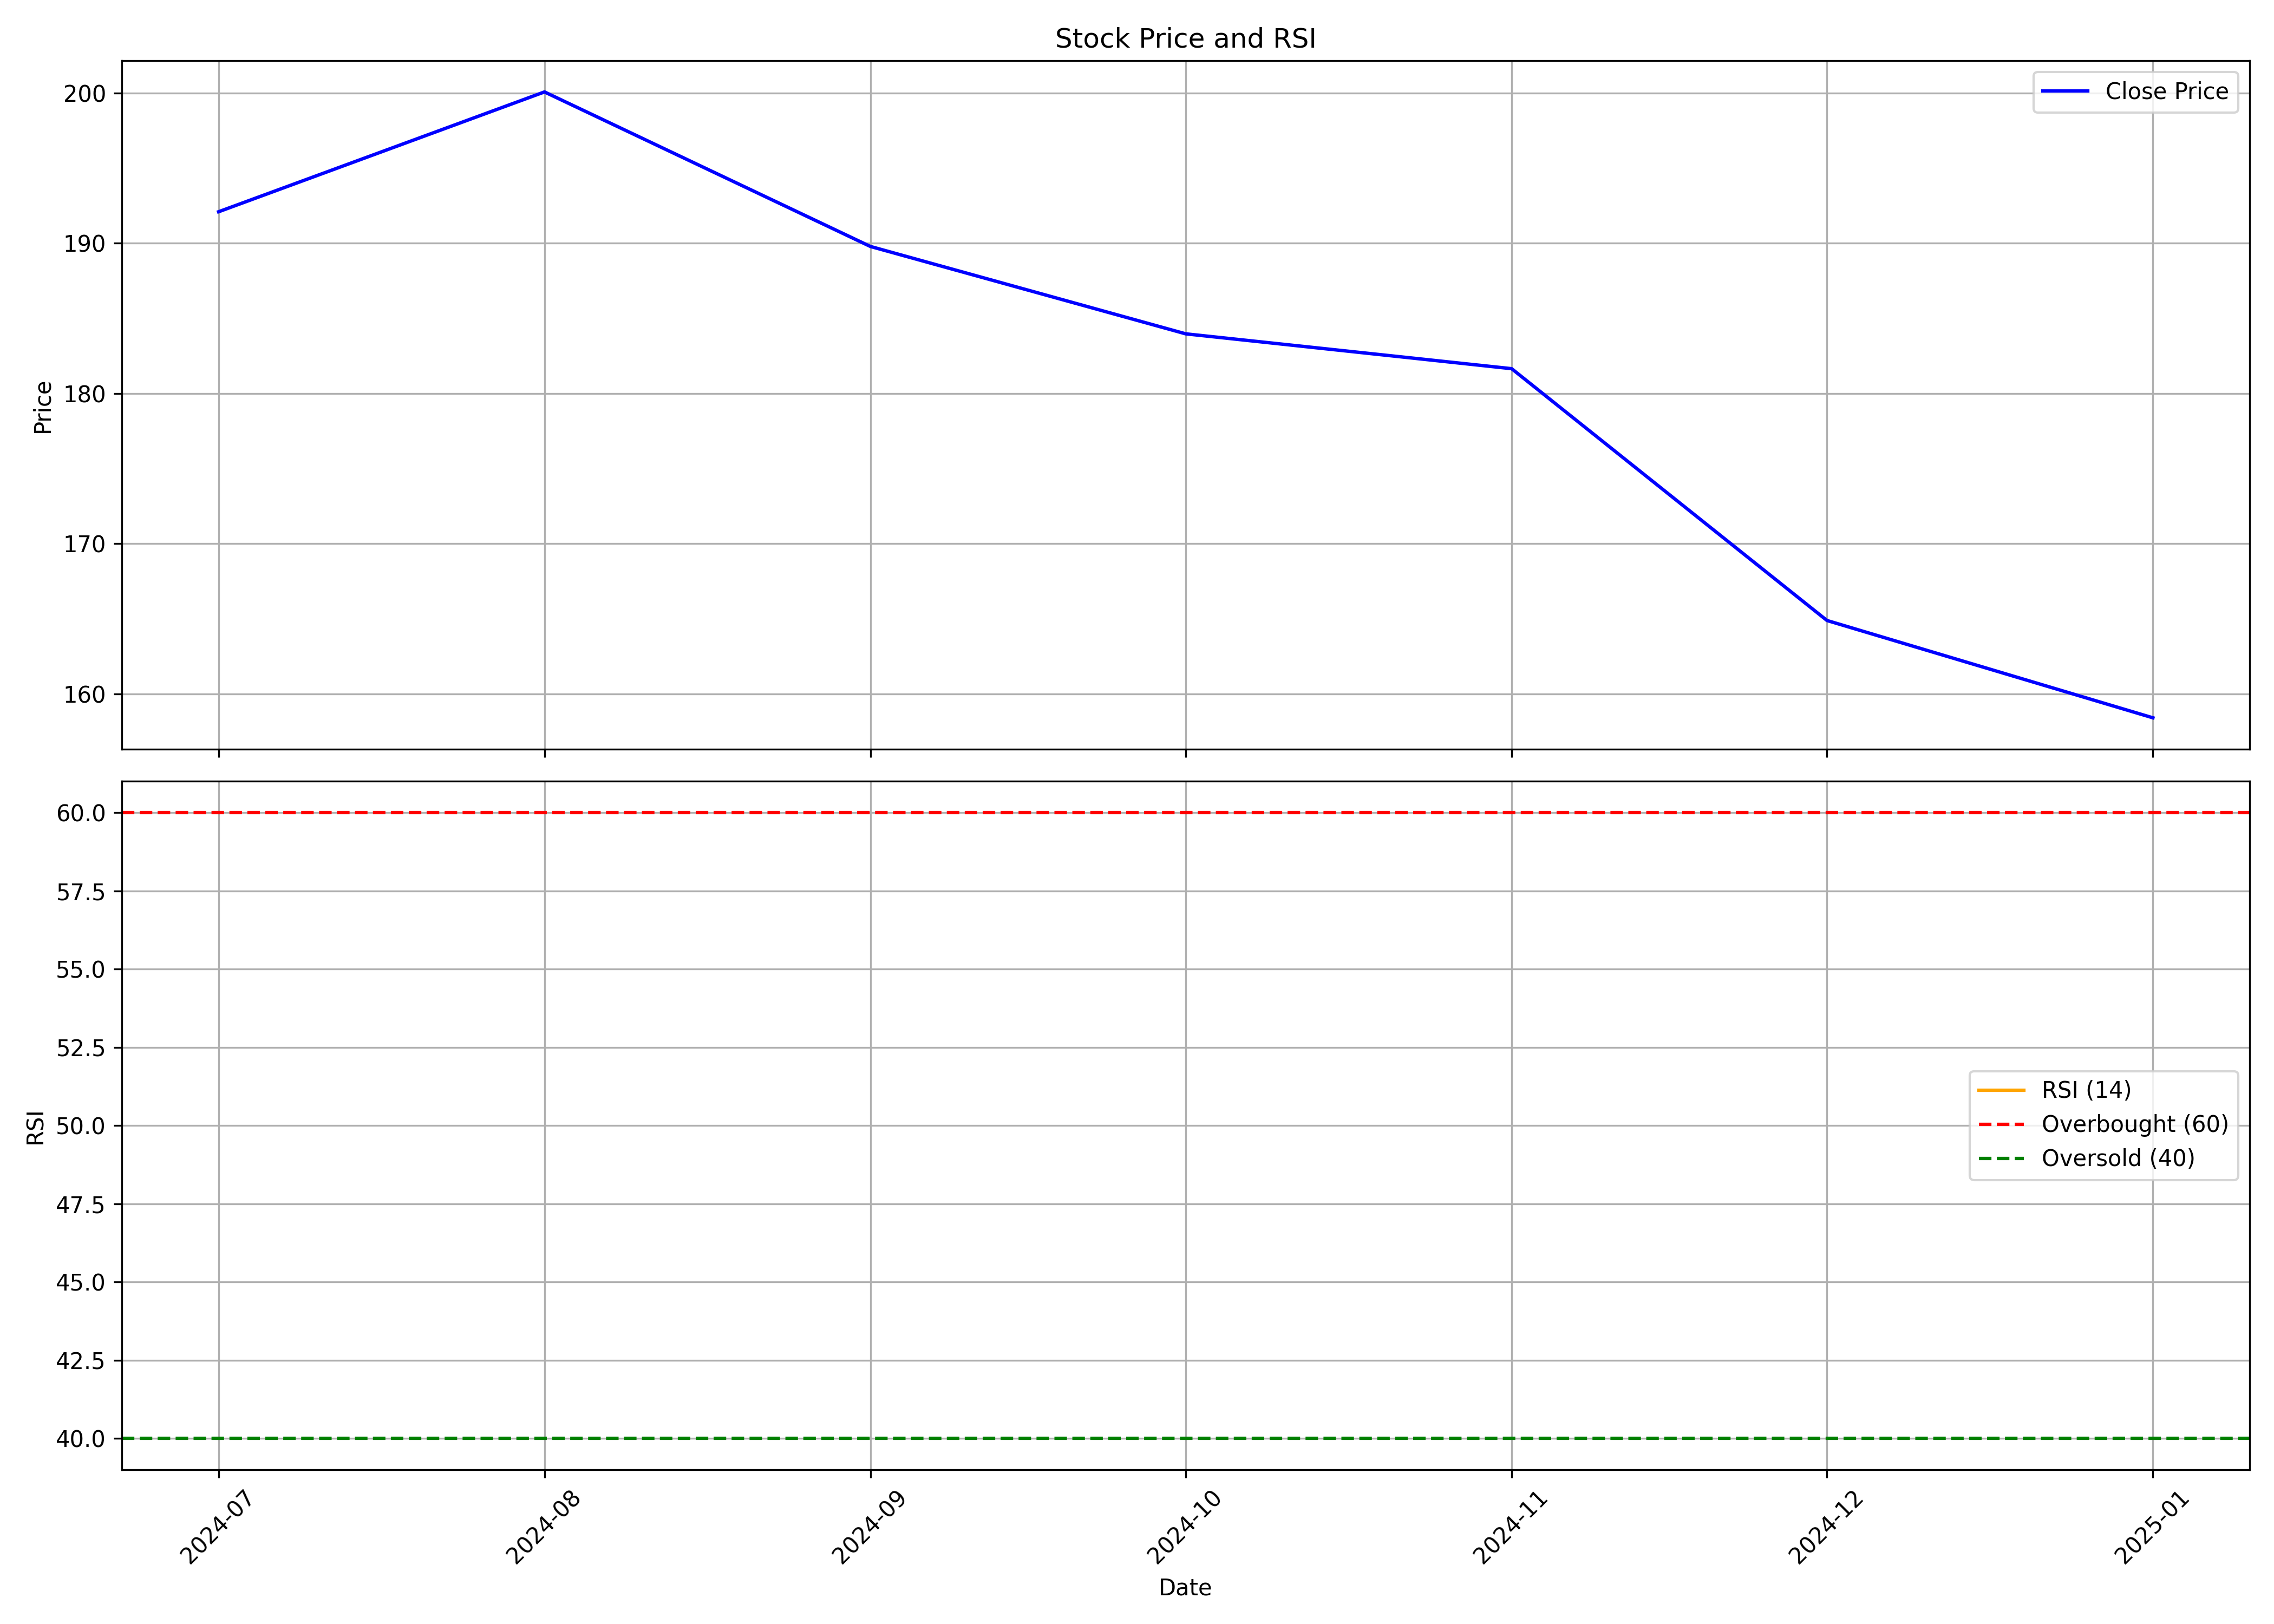 Stock Price and RSI
Close Price
200
190
180
170
160
Price
60.0
57.5
55.0
52.5
50.0
47.5
45.0
42.5
40.0
RSI
RSI (14)
Overbought (60)
Oversold (40)
2024-07
2024-08
2024-09
2024-10
2024-11
2024-12
2025-01
Date